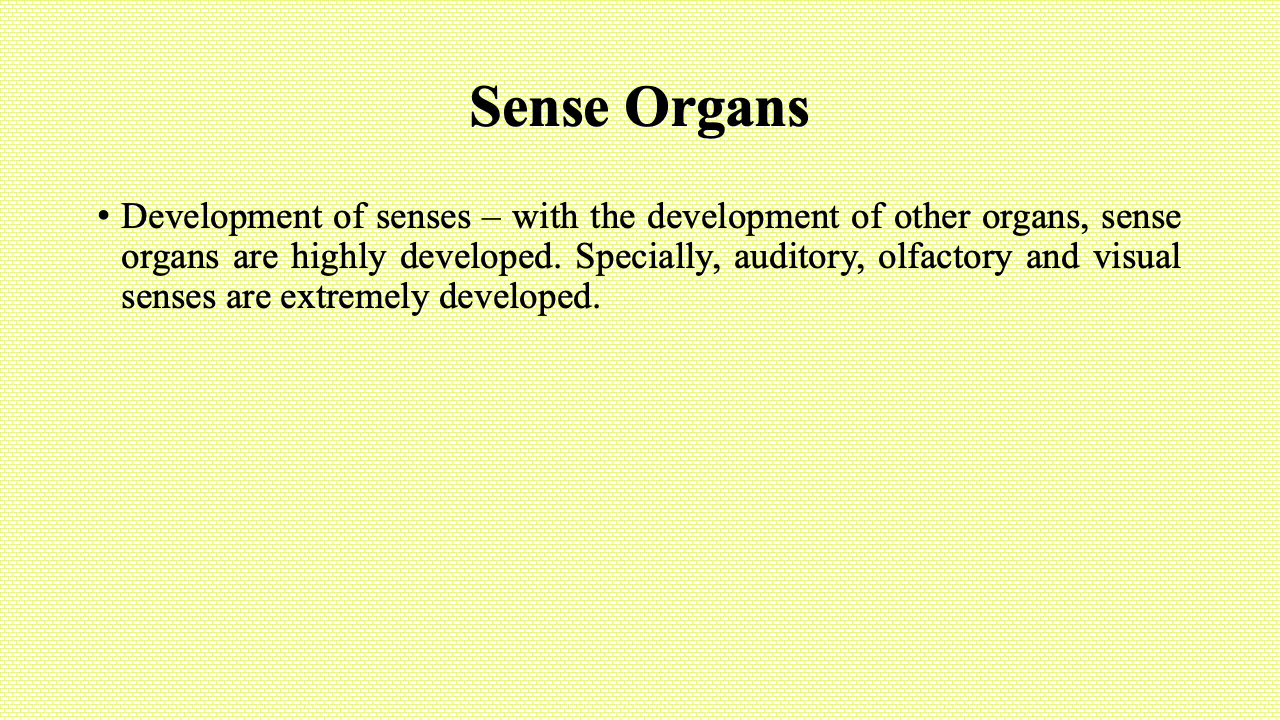 Sense Organs
• Development of senses – with the development of other organs, sense
organs are highly developed. Specially, auditory, olfactory and visual
senses are extremely developed.